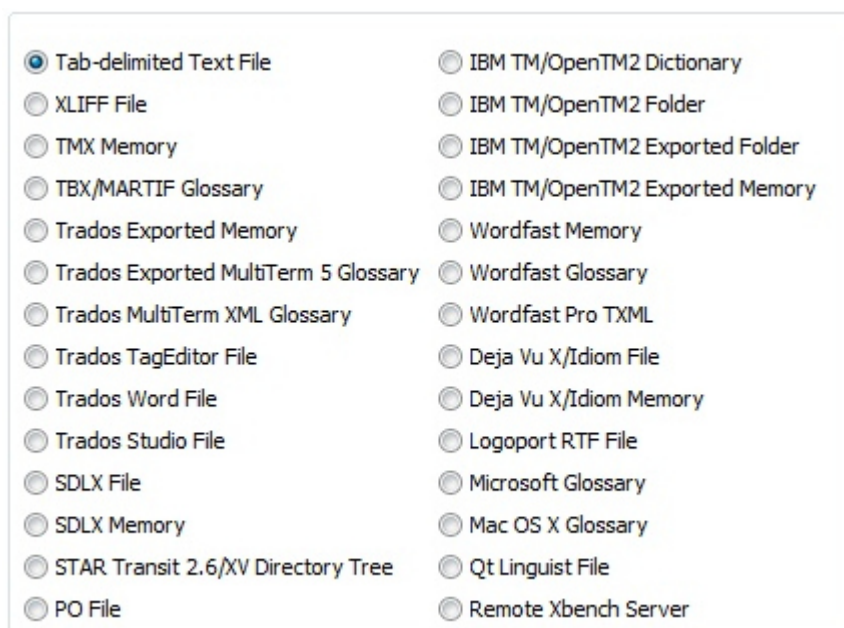 Tab-delimited Text File
XLIFF File
TMX Memory
TBX/MARTIF Glossary
Trados Exported Memory
Trados Exported MultiTerm 5 Glossary
Trados MultiTerm XML Glossary
Trados TagEditor File
Trados Word File
Trados Studio File
SDLX File
SDLX Memory
STAR Transit 2.6/XV Directory Tree
PO File
IBM TM/OpenTM2 Dictionary
IBM TM/OpenTM2 Folder
IBM TM/OpenTM2 Exported Folder
IBM TM/OpenTM2 Exported Memory
Wordfast Memory
Wordfast Glossary
Wordfast Pro TXML
Deja Vu X/Idiom File
Deja Vu X/Idiom Memory
Logoport RTF File
Microsoft Glossary
Mac OS X Glossary
Qt Linguist File
Remote Xbench Server